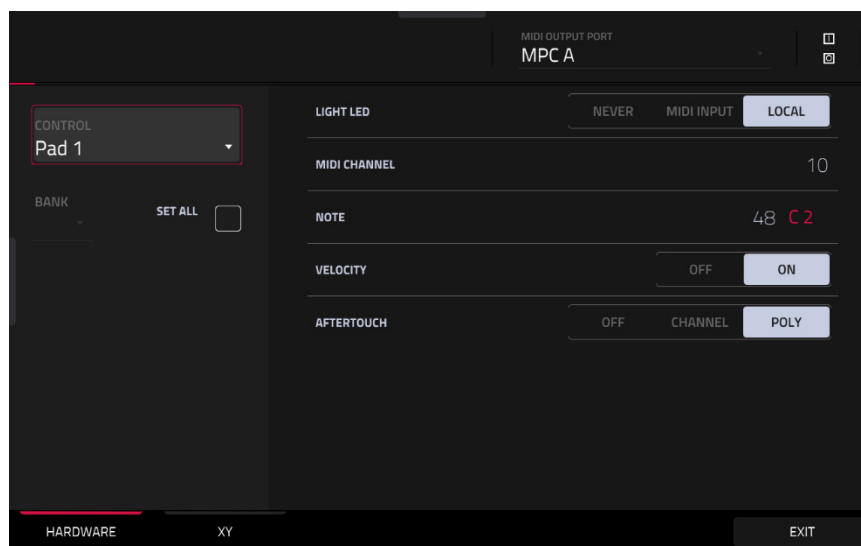 MIDI OUTPUT PORT
MPC A
CONTROL
Pad 1
BANK
SET ALL
LIGHT LED NEVER MIDI INPUT LOCAL
MIDI CHANNEL 10
NOTE 48 C 2
VELOCITY OFF ON
AFTERTOUCH OFF CHANNEL POLY
HARDWARE XY EXIT